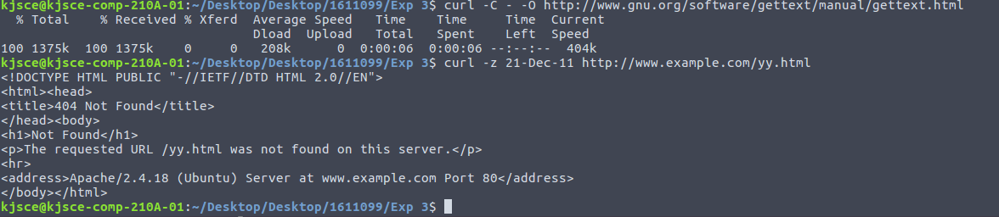 kjsce@kjsce-comp-210A-01:~/Desktop/Desktop/1611099/Exp 3$ curl -C - -O http://www.gnu.org/software/gettext/manual/gettext.html
  % Total    % Received % Xferd  Average Speed   Time    Time     Time  Current
                                 Dload  Upload   Total   Spent    Left  Speed
100 1375k  100 1375k    0     0   208k      0  0:00:06  0:00:06 --:--:--  404k
kjsce@kjsce-comp-210A-01:~/Desktop/Desktop/1611099/Exp 3$ curl -z 21-Dec-11 http://www.example.com/yy.html
<!DOCTYPE HTML PUBLIC "-//IETF//DTD HTML 2.0//EN">
<html><head>
<title>404 Not Found</title>
</head><body>
<h1>Not Found</h1>
<p>The requested URL /yy.html was not found on this server.</p>
<hr>
<address>Apache/2.4.18 (Ubuntu) Server at www.example.com Port 80</address>
</body></html>
kjsce@kjsce-comp-210A-01:~/Desktop/Desktop/1611099/Exp 3$